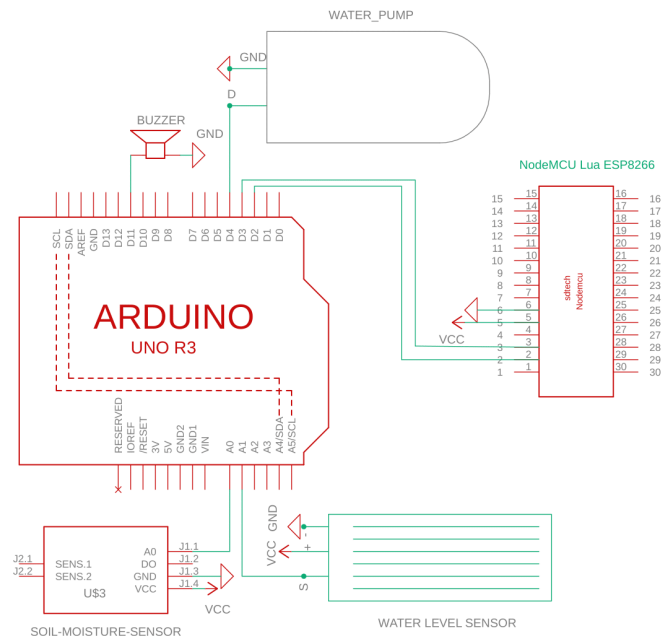 WATER_PUMP
GND
D
BUZZER
GND
NodeMCU Lua ESP8266
SCL
SDA
AREF
GND
D13
D12
D11
D10
D9
D8
D7
D6
D5
D4
D3
D2
D1
D0
15 15 16 16
14 14 17 17
13 13 18 18
12 12 19 19
11 11 20 20
10 10 21 21
9 9 22 22
8 8 23 23
7 7 24 24
6 6 25 25
5 5 26 26
4 4 27 27
3 3 28 28
2 2 29 29
1 1 30 30
sdtech
Nodemcu
VCC
ARDUINO
UNO R3
RESERVED
IOREF
/RESET
3V
5V
GND2
GND1
VIN
A0
A1
A2
A3
A4/SDA
A5/SCL
J2.1
J2.2
SENS.1
SENS.2
U$3
A0
DO
GND
VCC
J1.1
J1.2
J1.3
J1.4
VCC
SOIL-MOISTURE-SENSOR
GND
VCC
-
+
S
WATER LEVEL SENSOR